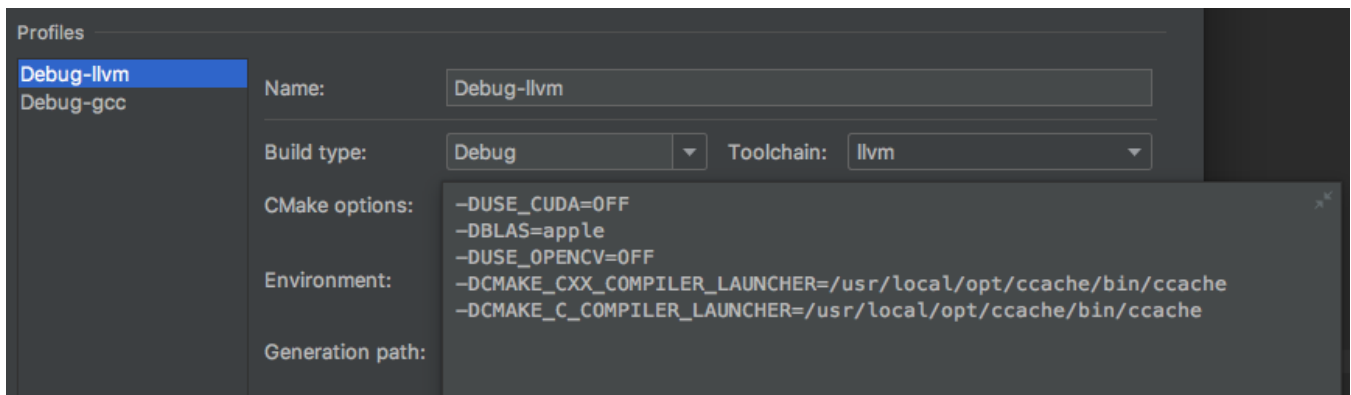 Profiles
Debug-llvm
Debug-gcc
Name: Debug-llvm
Build type: Debug Toolchain: llvm
CMake options:
-DUSE_CUDA=OFF
-DBLAS=apple
-DUSE_OPENCV=OFF
-DCMAKE_CXX_COMPILER_LAUNCHER=/usr/local/opt/ccache/bin/ccache
-DCMAKE_C_COMPILER_LAUNCHER=/usr/local/opt/ccache/bin/ccache
Environment:
Generation path: